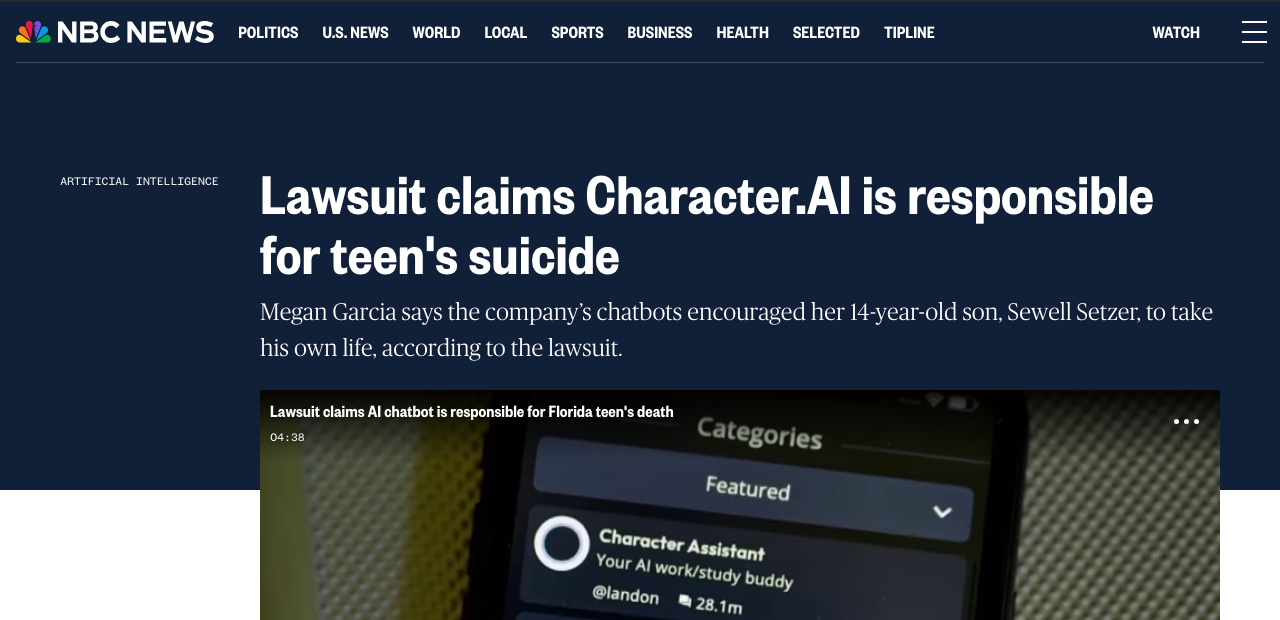 NBC NEWS POLITICS U.S. NEWS WORLD LOCAL SPORTS BUSINESS HEALTH SELECTED TIPLINE WATCH
ARTIFICIAL INTELLIGENCE
Lawsuit claims Character.AI is responsible
for teen's suicide
Megan Garcia says the company’s chatbots encouraged her 14-year-old son, Sewell Setzer, to take
his own life, according to the lawsuit.
Lawsuit claims AI chatbot is responsible for Florida teen's death
04:38
Categories
Featured
Character Assistant
Your AI work/study buddy
@landon 28.1m